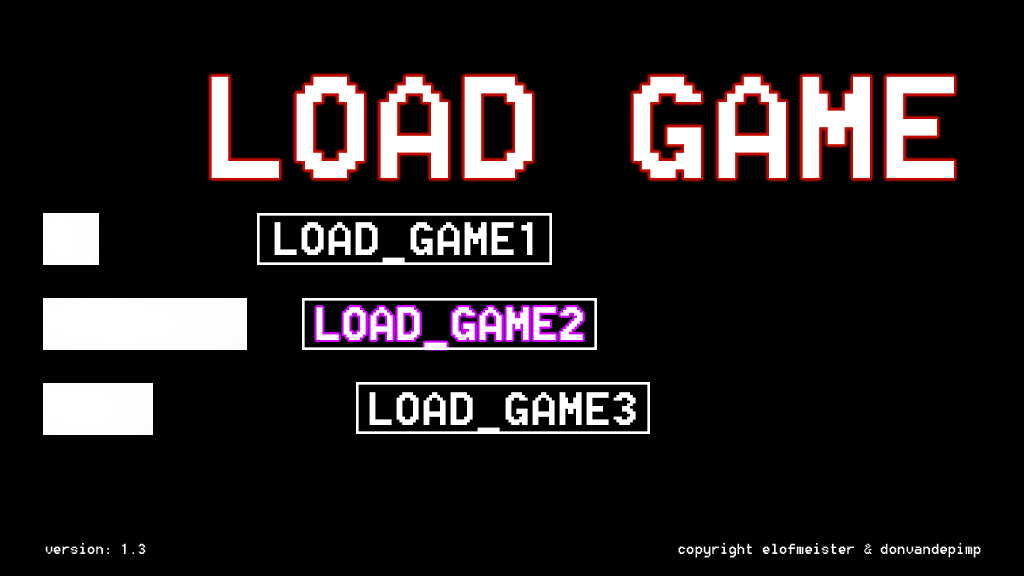 LOAD GAME
LOAD_GAME1
LOAD_GAME2
LOAD_GAME3
version: 1.3
copyright elofmeister & donvandepimp